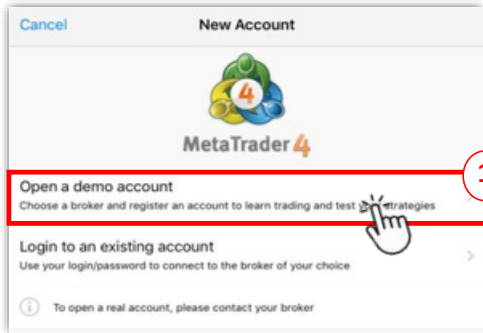 Cancel New Account
4
MetaTrader 4
Open a demo account
1
Choose a broker and register an account to learn trading and test strategies
Login to an existing account
Use your login/password to connect to the broker of your choice
To open a real account, please contact your broker